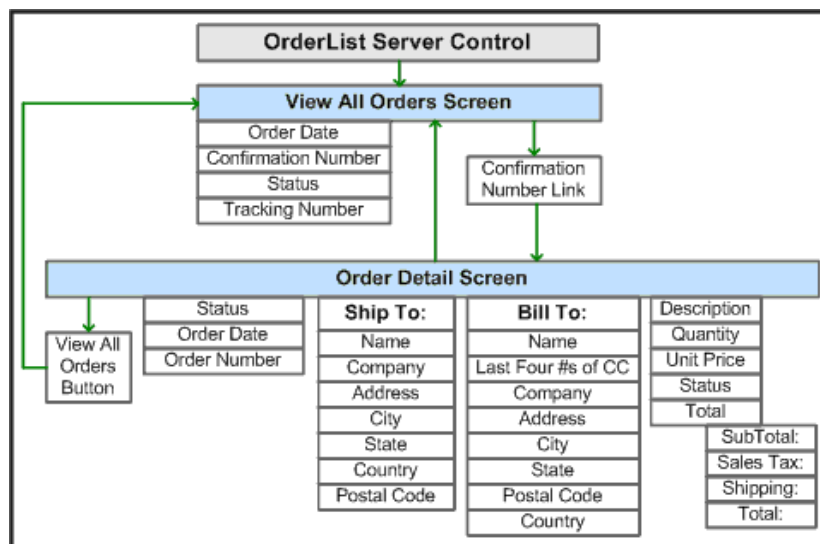 OrderList Server Control
View All Orders Screen
Order Date
Confirmation Number
Status
Tracking Number
Confirmation
Number Link
Order Detail Screen
View All
Orders
Button
Status
Order Date
Order Number
Ship To:
Name
Company
Address
City
State
Country
Postal Code
Bill To:
Name
Last Four #s of CC
Company
Address
City
State
Postal Code
Country
Description
Quantity
Unit Price
Status
Total
SubTotal:
Sales Tax:
Shipping:
Total: